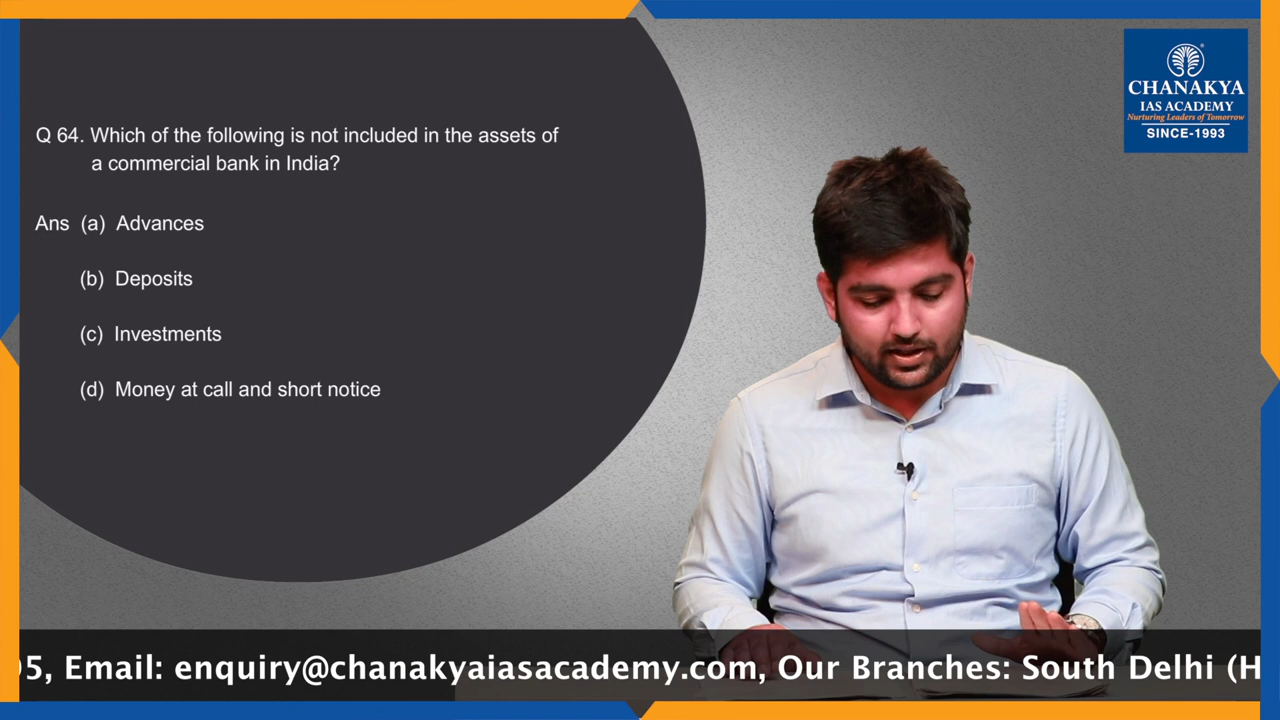 Q 64. Which of the following is not included in the assets of
a commercial bank in India?
Ans (a) Advances
(b) Deposits
(c) Investments
(d) Money at call and short notice
CHANAKYA
IAS ACADEMY
Nurturing Leaders of Tomorrow
SINCE-1993
05, Email: enquiry@chanakyaiasacademy.com, Our Branches: South Delhi (H